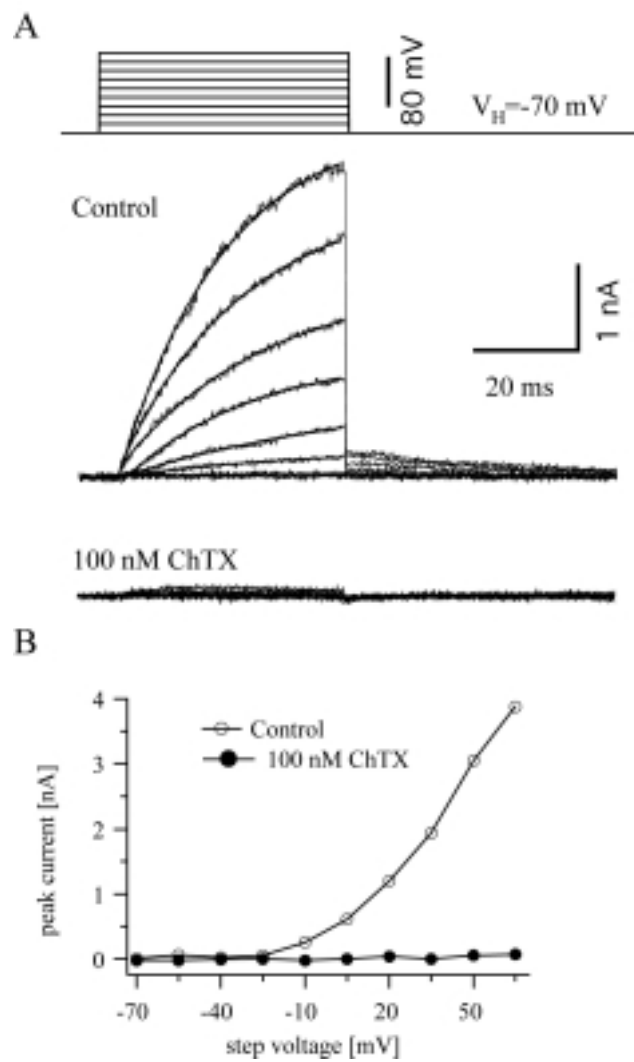 A
80 mV
V_H=-70 mV
Control
1 nA
20 ms
100 nM ChTX
B
4
Control
100 nM ChTX
3
2
1
0
peak current [nA]
-70 -40 -10 20 50
step voltage [mV]